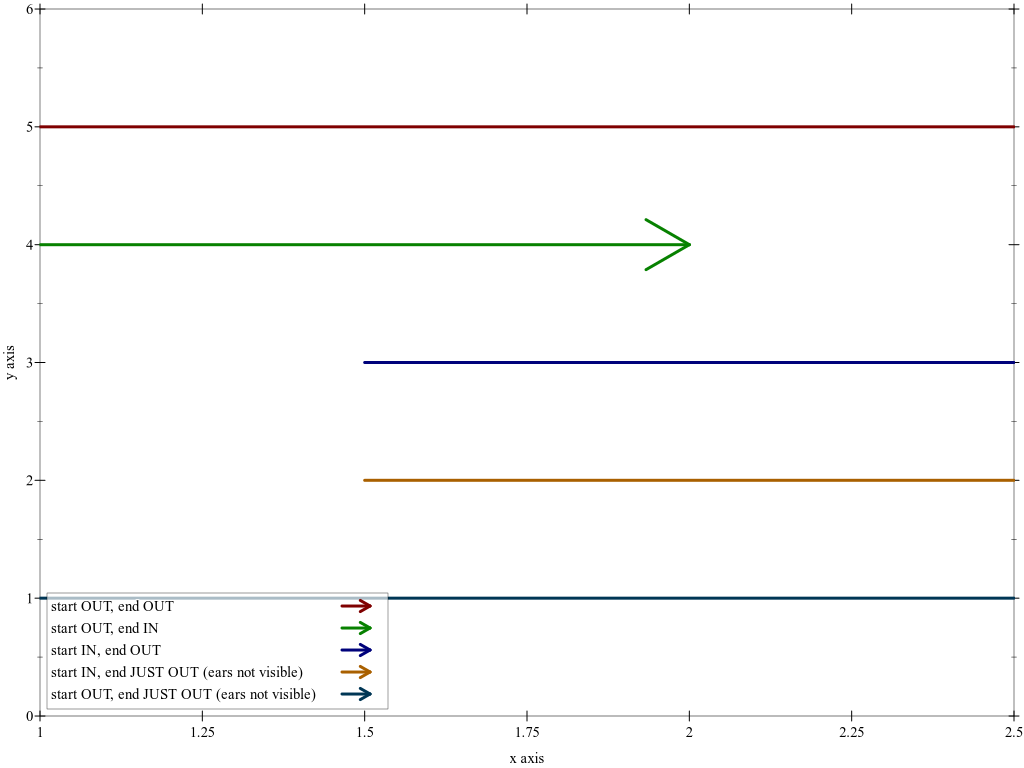 6
5
4
3
2
1
0
y axis
start OUT, end OUT
start OUT, end IN
start IN, end OUT
start IN, end JUST OUT (ears not visible)
start OUT, end JUST OUT (ears not visible)
1 1.25 1.5 1.75 2 2.25 2.5
x axis